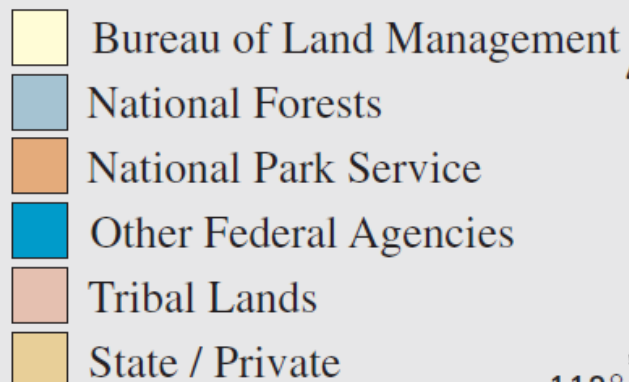 Bureau of Land Management
National Forests
National Park Service
Other Federal Agencies
Tribal Lands
State / Private